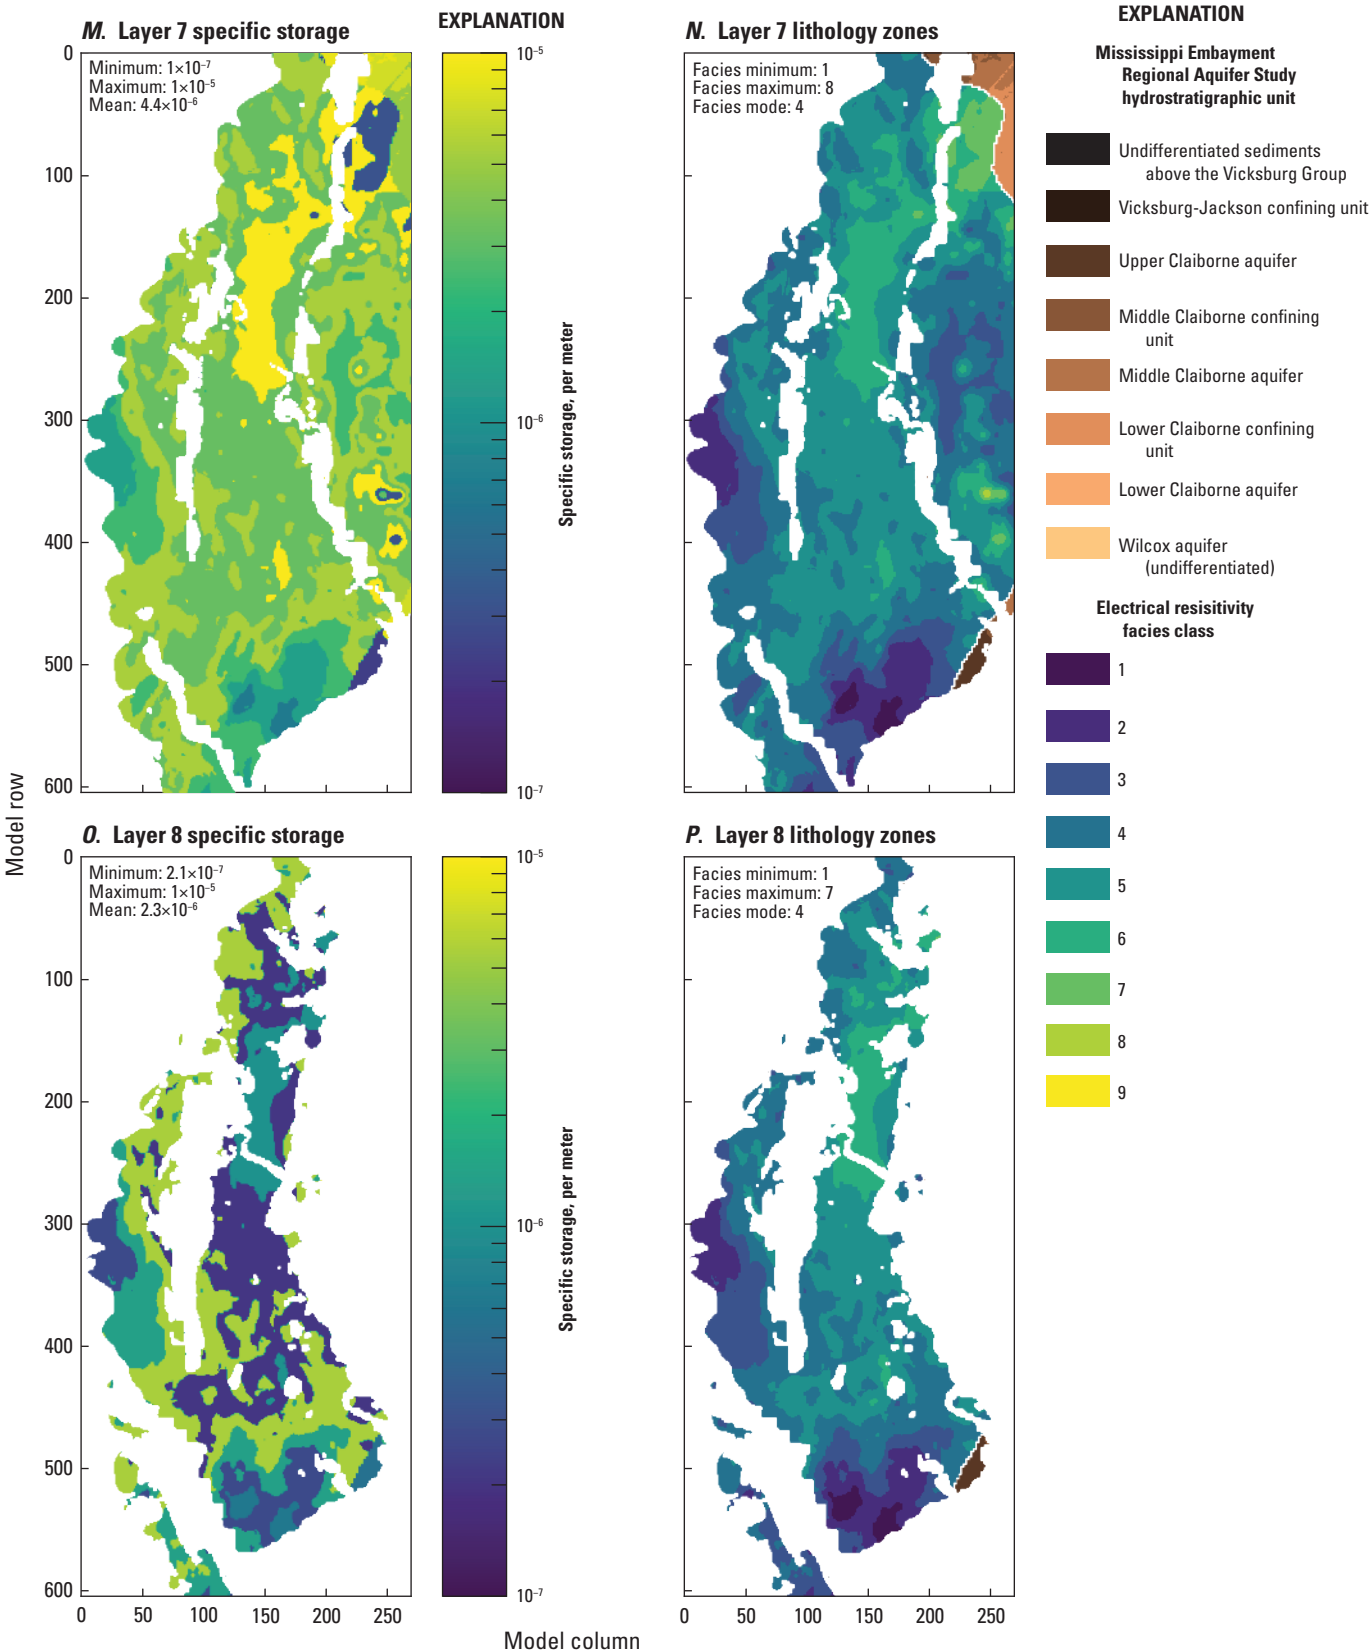 M. Layer 7 specific storage
EXPLANATION
Minimum: 1×10⁻⁷
Maximum: 1×10⁻⁵
Mean: 4.4×10⁻⁶
0
100
200
300
400
500
600
10⁻⁵
10⁻⁶
10⁻⁷
Specific storage, per meter
N. Layer 7 lithology zones
Facies minimum: 1
Facies maximum: 8
Facies mode: 4
EXPLANATION
Mississippi Embayment
Regional Aquifer Study
hydrostratigraphic unit
Undifferentiated sediments
above the Vicksburg Group
Vicksburg-Jackson confining unit
Upper Claiborne aquifer
Middle Claiborne confining
unit
Middle Claiborne aquifer
Lower Claiborne confining
unit
Lower Claiborne aquifer
Wilcox aquifer
(undifferentiated)
Electrical resisitivity
facies class
1
2
3
4
5
6
7
8
9
Model row
O. Layer 8 specific storage
Minimum: 2.1×10⁻⁷
Maximum: 1×10⁻⁵
Mean: 2.3×10⁻⁶
0
100
200
300
400
500
600
0
50
100
150
200
250
10⁻⁵
10⁻⁶
10⁻⁷
Specific storage, per meter
P. Layer 8 lithology zones
Facies minimum: 1
Facies maximum: 7
Facies mode: 4
0
50
100
150
200
250
Model column